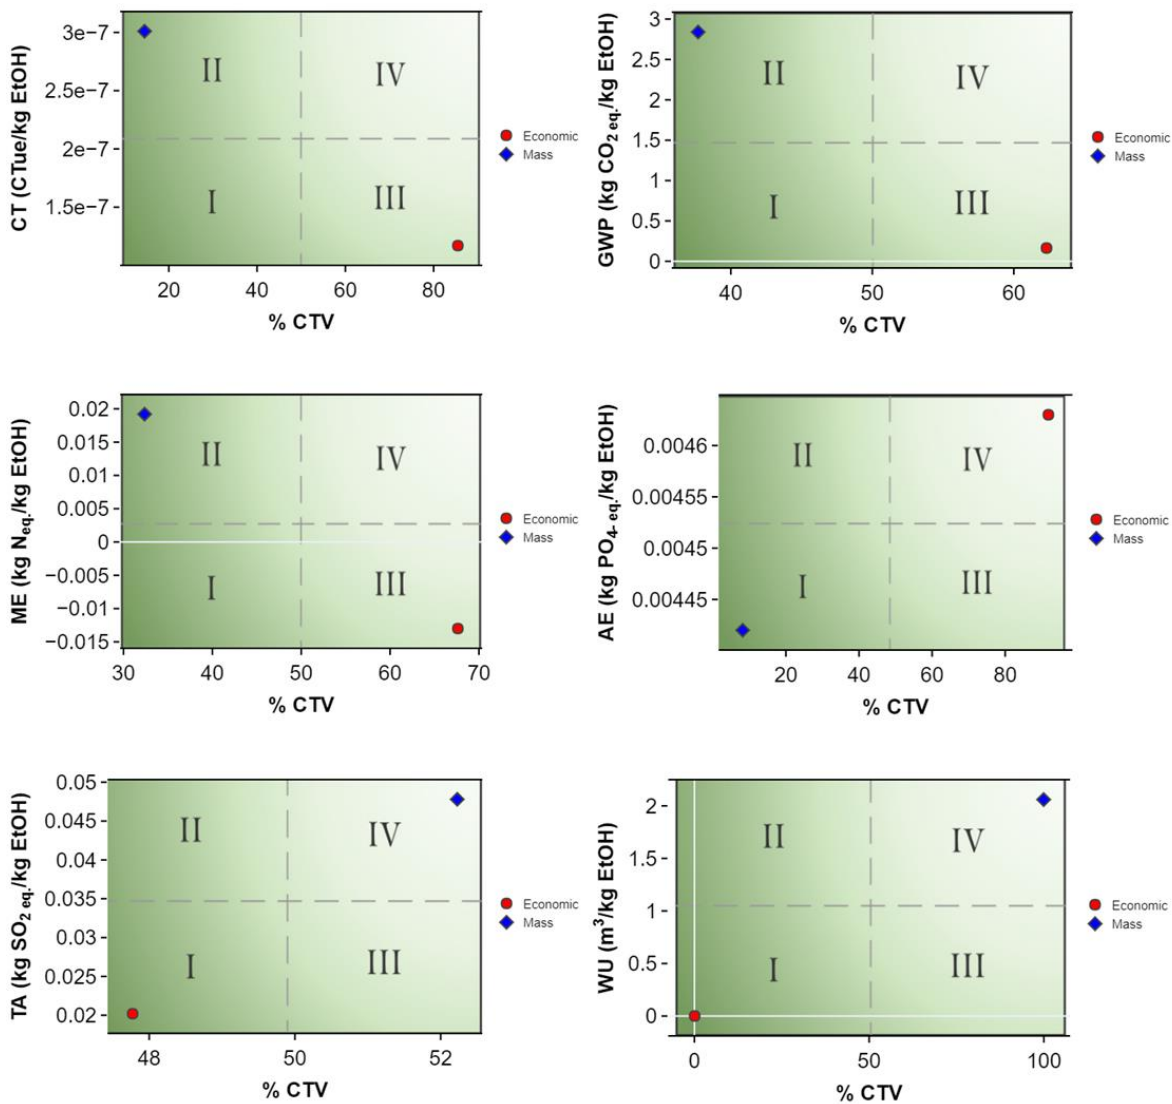 CT (CTue/kg EtOH)
3e-7
2.5e-7
2e-7
1.5e-7
II
IV
I
III
20
40
60
80
% CTV
Economic
Mass
GWP (kg CO2 eq./kg EtOH)
3
2.5
2
1.5
1
0.5
0
II
IV
I
III
40
50
60
% CTV
Economic
Mass
ME (kg Neq./kg EtOH)
0.02
0.015
0.01
0.005
0
−0.005
−0.01
−0.015
II
IV
I
III
30
40
50
60
70
% CTV
Economic
Mass
AE (kg PO4- eq./kg EtOH)
0.0046
0.00455
0.0045
0.00445
II
IV
I
III
20
40
60
80
% CTV
Economic
Mass
TA (kg SO2 eq./kg EtOH)
0.05
0.045
0.04
0.035
0.03
0.025
0.02
II
IV
I
III
48
50
52
% CTV
Economic
Mass
WU (m³/kg EtOH)
2
1.5
1
0.5
0
II
IV
I
III
0
50
100
% CTV
Economic
Mass